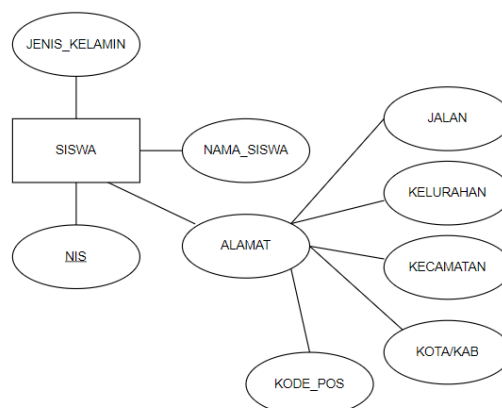 JENIS_KELAMIN
JALAN
SISWA
NAMA_SISWA
KELURAHAN
NIS
ALAMAT
KECAMATAN
KOTA/KAB
KODE_POS